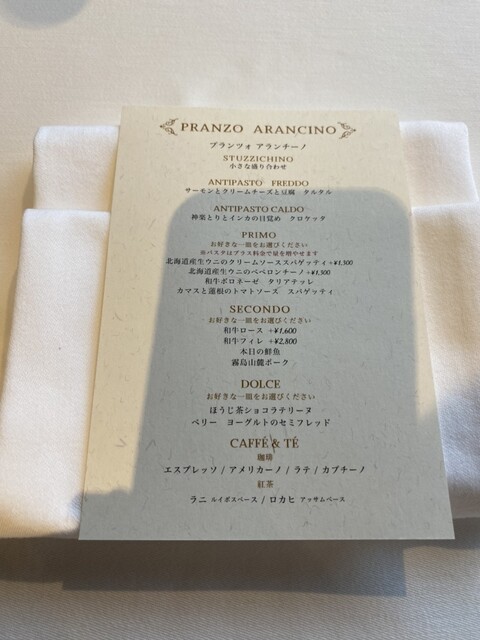 PRANZO ARANCINO
プランツォ アランチーノ
STUZZICHINO
小さな盛り合わせ
ANTIPASTO FREDDO
サーモンとクリームチーズと豆腐 タルタル
ANTIPASTO CALDO
神楽とりとインカの目覚め クロケッタ
PRIMO
お好きな一皿をお選びください
※パスタはプラス料金で量を増やせます
北海道産生ウニのクリームソーススパゲッティ +¥1,500
北海道産生ウニのペペロンチーノ +¥1,500
和牛ボロネーゼ タリアテッレ
カマスと蓮根のトマトソース スパゲッティ
SECONDO
お好きな一皿をお選びください
和牛ロース +¥1,600
和牛フィレ +¥2,800
本日の鮮魚
霧島山麓ポーク
DOLCE
お好きな一皿をお選びください
ほうじ茶ショコラテリーヌ
ベリー ヨーグルトのセミフレッド
CAFFÉ & TÉ
珈琲
エスプレッソ / アメリカーノ / ラテ / カプチーノ
紅茶
ラニ ルイボスベース / ロカヒ アッサムベース